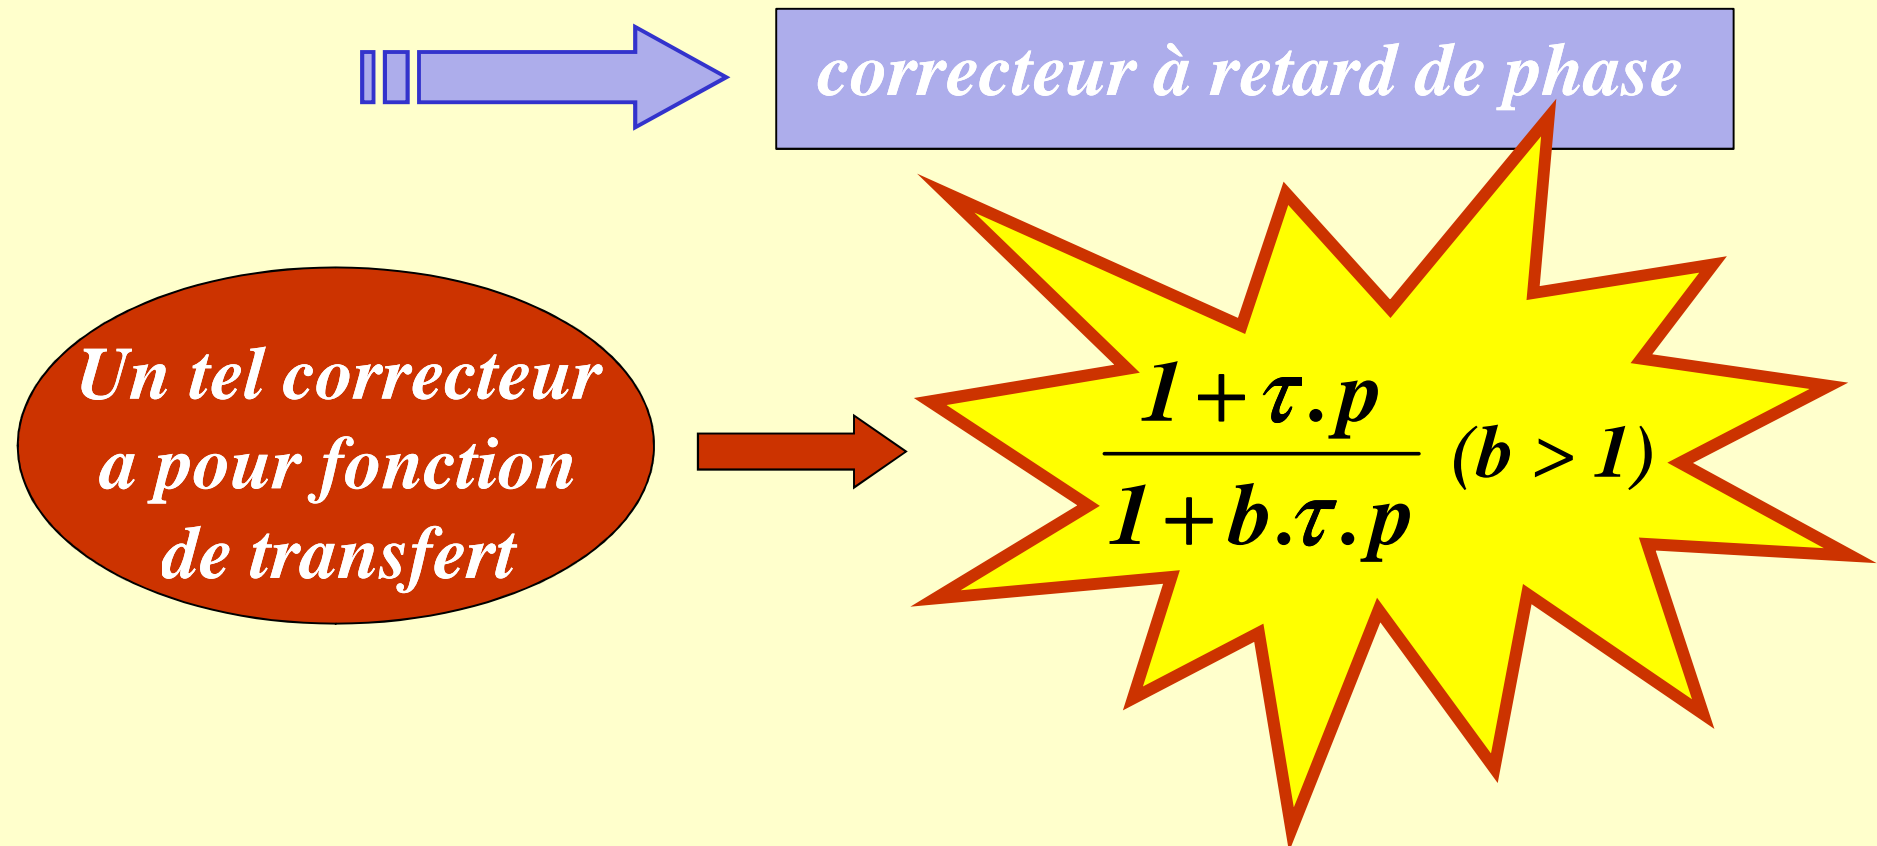 correcteur à retard de phase
Un tel correcteur
a pour fonction
de transfert
1 + τ.p
1 + b.τ.p
(b > 1)